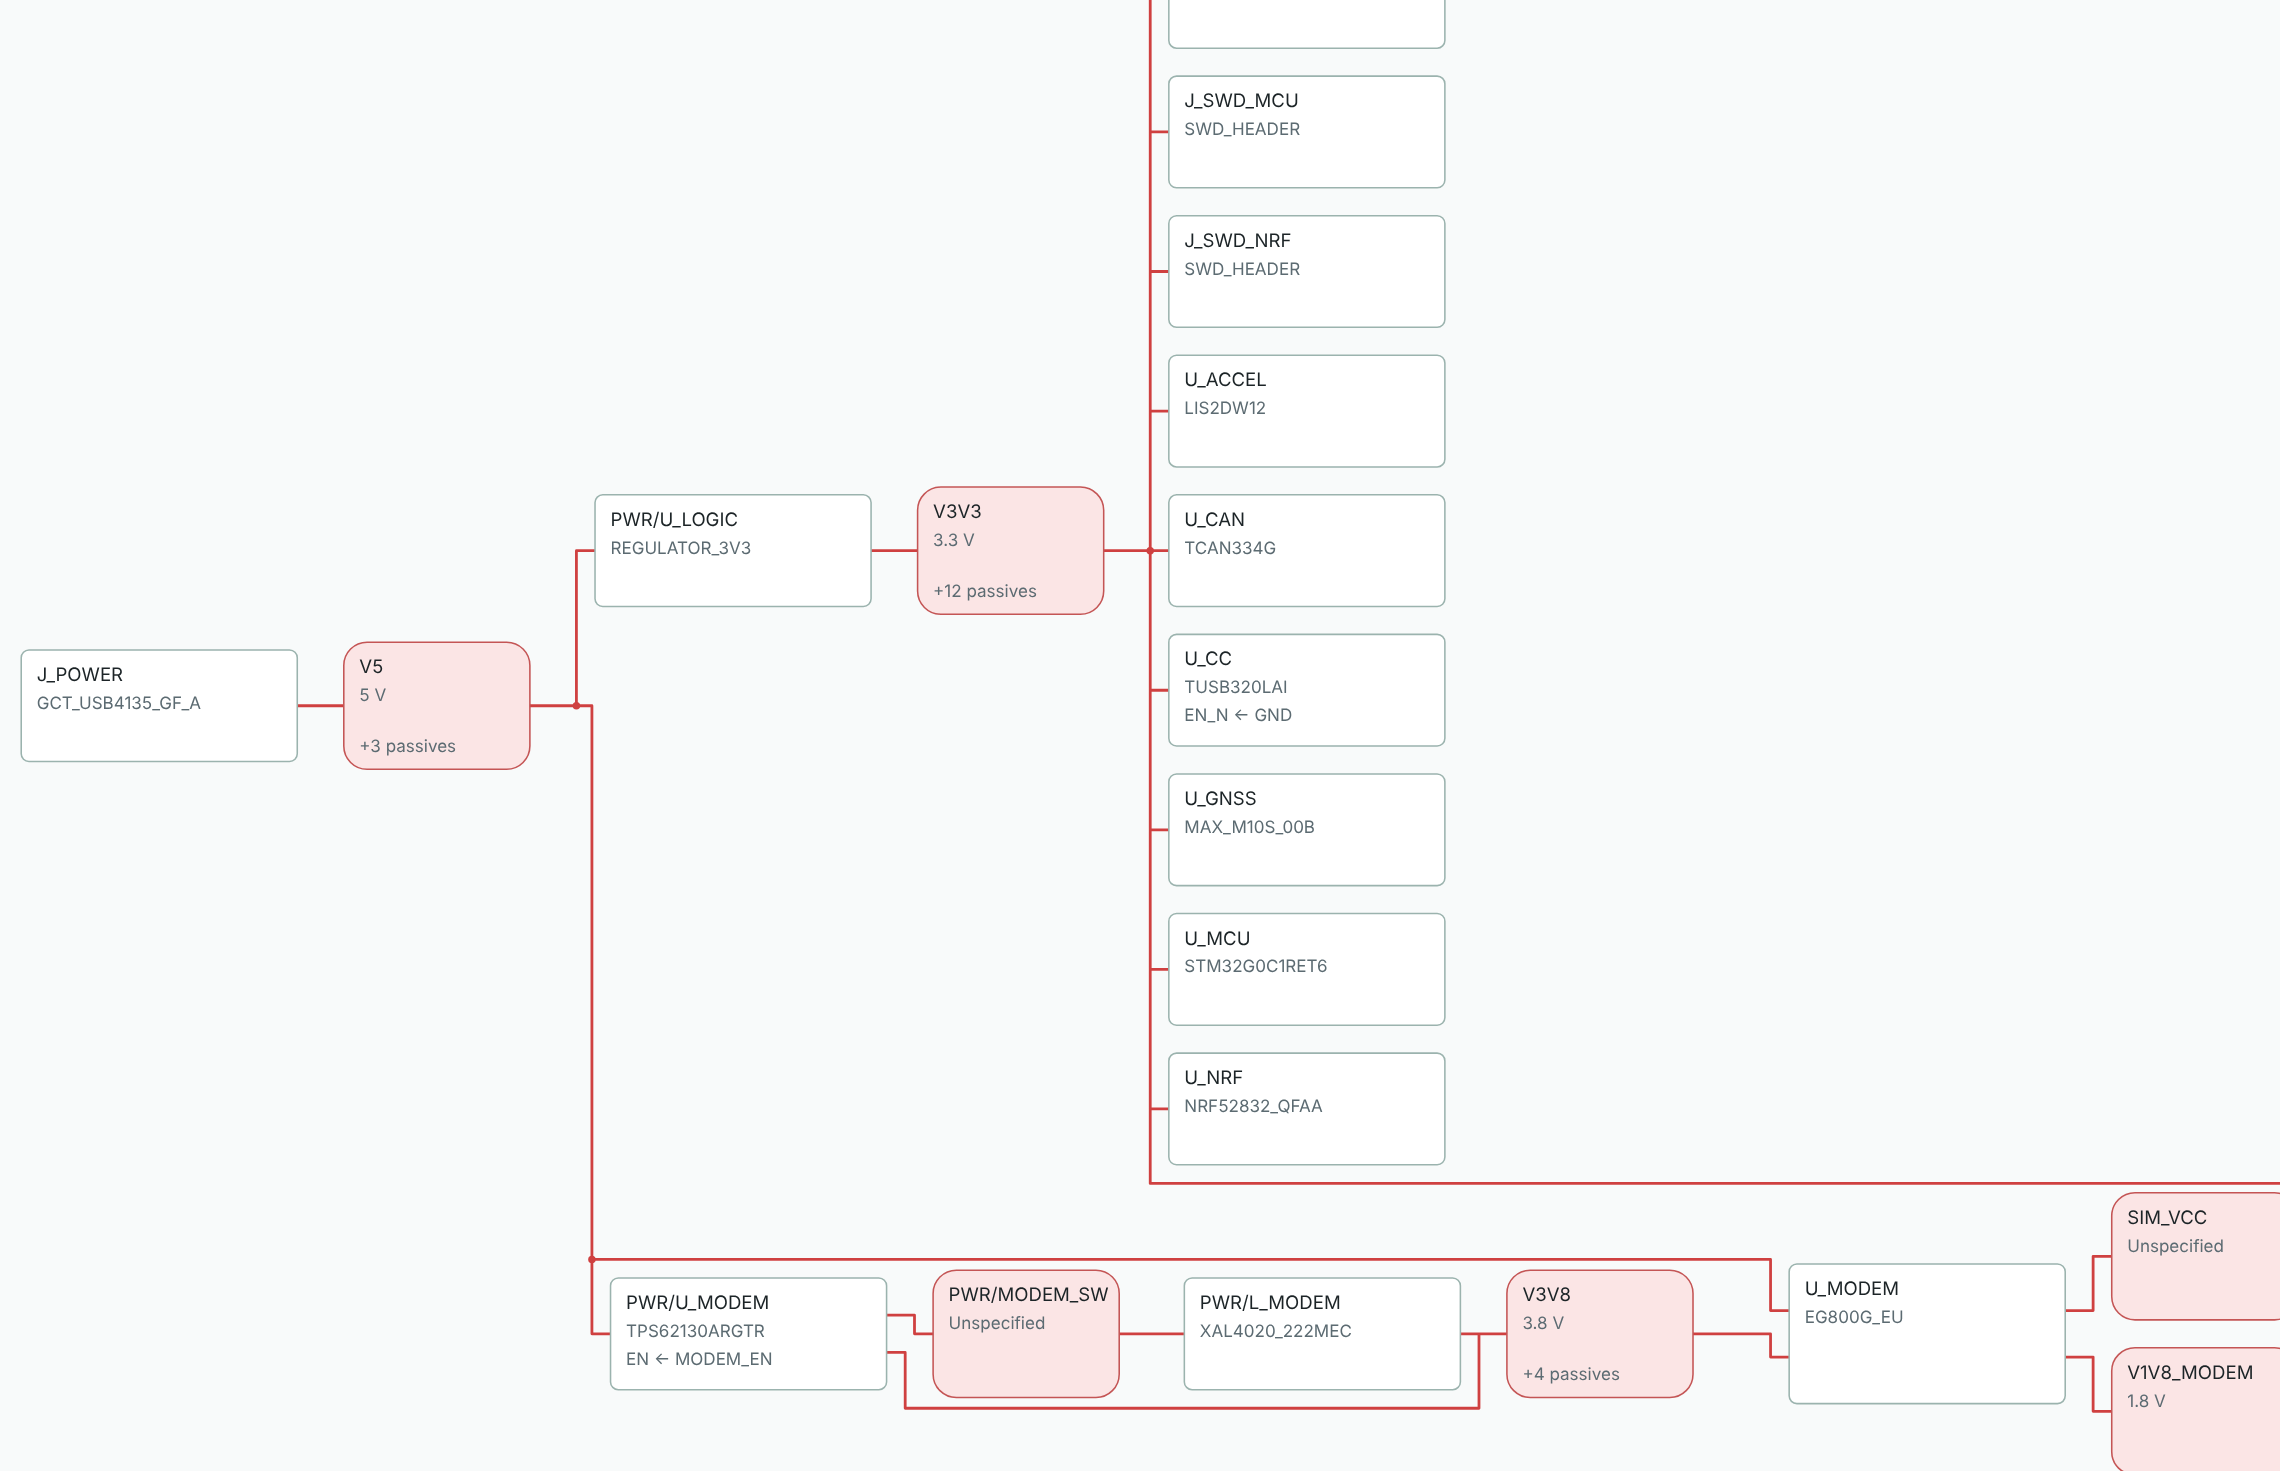 J_SWD_MCU
SWD_HEADER
J_SWD_NRF
SWD_HEADER
U_ACCEL
LIS2DW12
PWR/U_LOGIC
REGULATOR_3V3
V3V3
3.3 V
+12 passives
U_CAN
TCAN334G
J_POWER
GCT_USB4135_GF_A
V5
5 V
+3 passives
U_CC
TUSB320LAI
EN_N ← GND
U_GNSS
MAX_M10S_00B
U_MCU
STM32G0C1RET6
U_NRF
NRF52832_QFAA
PWR/U_MODEM
TPS62130ARGTR
EN ← MODEM_EN
PWR/MODEM_SW
Unspecified
PWR/L_MODEM
XAL4020_222MEC
V3V8
3.8 V
+4 passives
U_MODEM
EG800G_EU
SIM_VCC
Unspecified
V1V8_MODEM
1.8 V